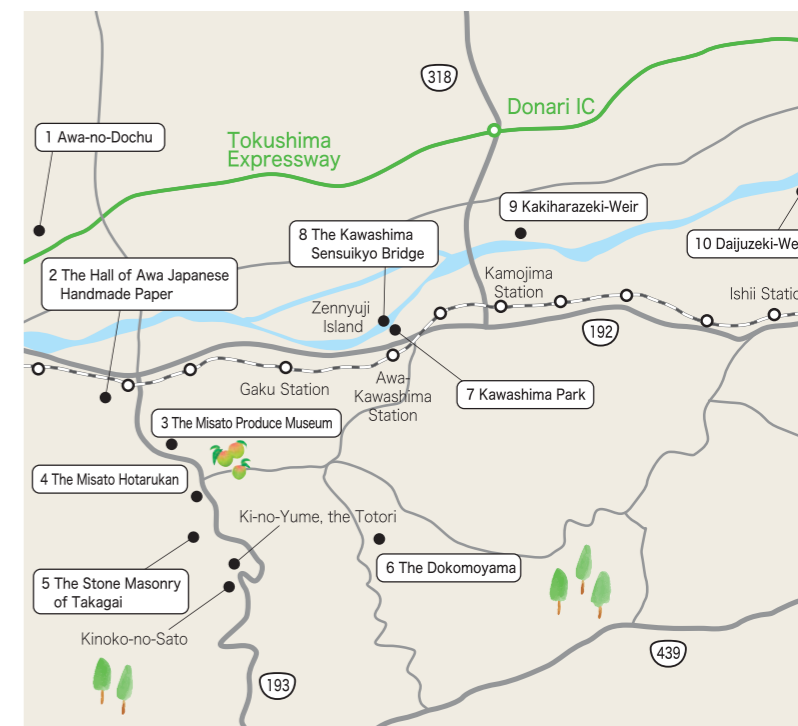 318
Donari IC
1 Awa-no-Dochu
Tokushima
Expressway
9 Kakiharazeki-Weir
8 The Kawashima
Sensuikyo Bridge
10 Daijuzeki-We
2 The Hall of Awa Japanese
Handmade Paper
Kamojima
Station
Zennyuji
Island
Ishii Static
192
Gaku Station
Awa-
Kawashima
Station
7 Kawashima Park
3 The Misato Produce Museum
4 The Misato Hotarukan
Ki-no-Yume, the Totori
6 The Dokomoyama
5 The Stone Masonry
of Takagai
Kinoko-no-Sato
439
193